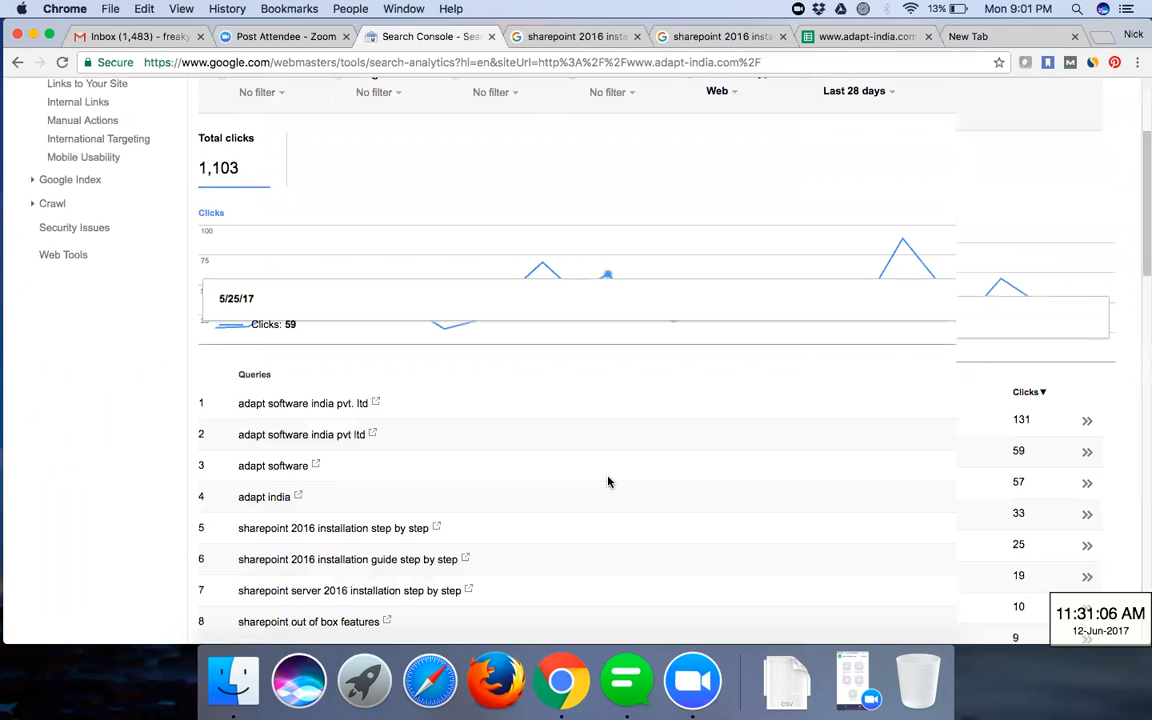 Chrome File Edit View History Bookmarks People Window Help 13% Mon 9:01 PM
Inbox (1,483) - freaky
Post Attendee - Zoom
Search Console - Sea
sharepoint 2016 insta
sharepoint 2016 insta
www.adapt-india.com
New Tab
Nick
Secure https://www.google.com/webmasters/tools/search-analytics?hl=en&siteUrl=http%3A%2F%2Fwww.adapt-india.com%2F
Links to Your Site
Internal Links
Manual Actions
International Targeting
Mobile Usability
Google Index
Crawl
Security Issues
Web Tools
No filter No filter No filter No filter Web Last 28 days
Total clicks
1,103
Clicks
100
75
5/25/17
Clicks: 59
Queries
Clicks▼
1 adapt software india pvt. ltd 131
2 adapt software india pvt ltd 59
3 adapt software 57
4 adapt india 33
5 sharepoint 2016 installation step by step 25
6 sharepoint 2016 installation guide step by step 19
7 sharepoint server 2016 installation step by step 10
8 sharepoint out of box features 9
11:31:06 AM
12-Jun-2017
CSV